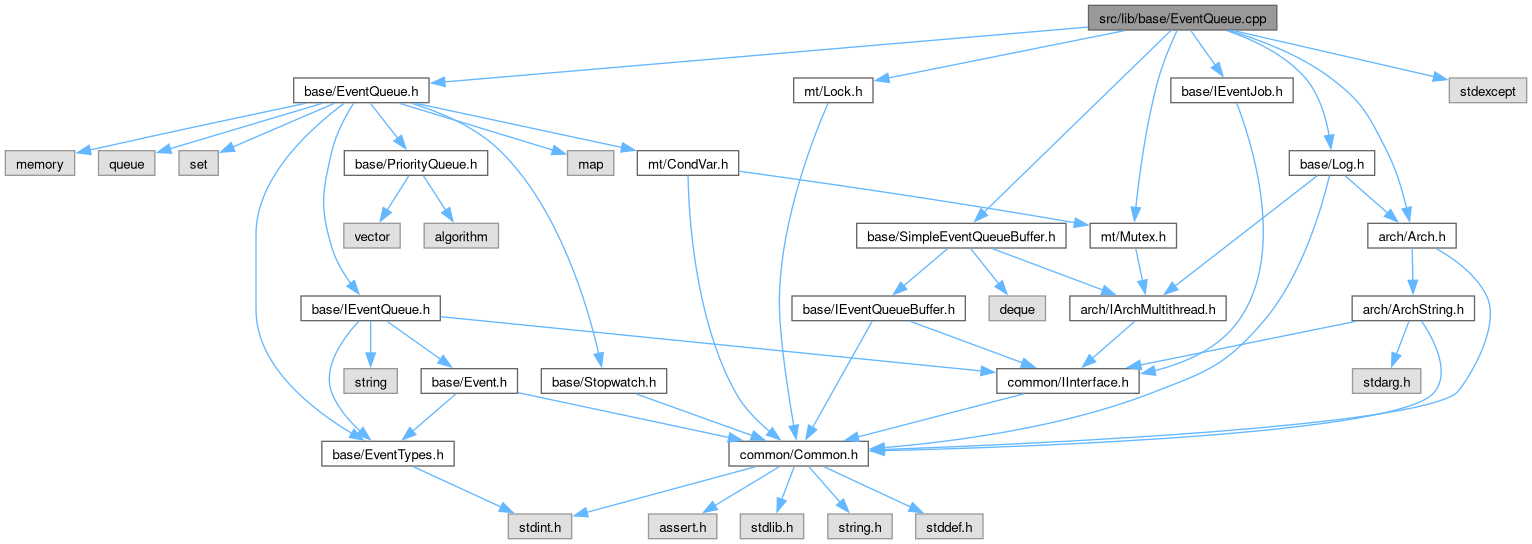 src/lib/base/EventQueue.cpp
base/EventQueue.h
mt/Lock.h
base/IEventJob.h
stdexcept
memory
queue
set
base/PriorityQueue.h
map
mt/CondVar.h
base/Log.h
vector
algorithm
base/SimpleEventQueueBuffer.h
mt/Mutex.h
arch/Arch.h
base/IEventQueue.h
base/IEventQueueBuffer.h
deque
arch/IArchMultithread.h
arch/ArchString.h
string
base/Event.h
base/Stopwatch.h
common/IInterface.h
stdarg.h
base/EventTypes.h
common/Common.h
stdint.h
assert.h
stdlib.h
string.h
stddef.h